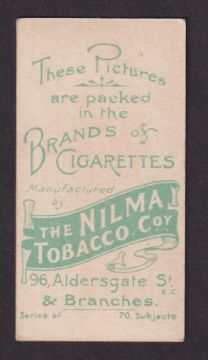 These Pictures
are packed
in the
BRANDS of
CIGARETTES
Manufactured
by
THE NILMA
TOBACCO COY
96, Aldersgate St
E.C.
& Branches.
Series of 70. Subjects